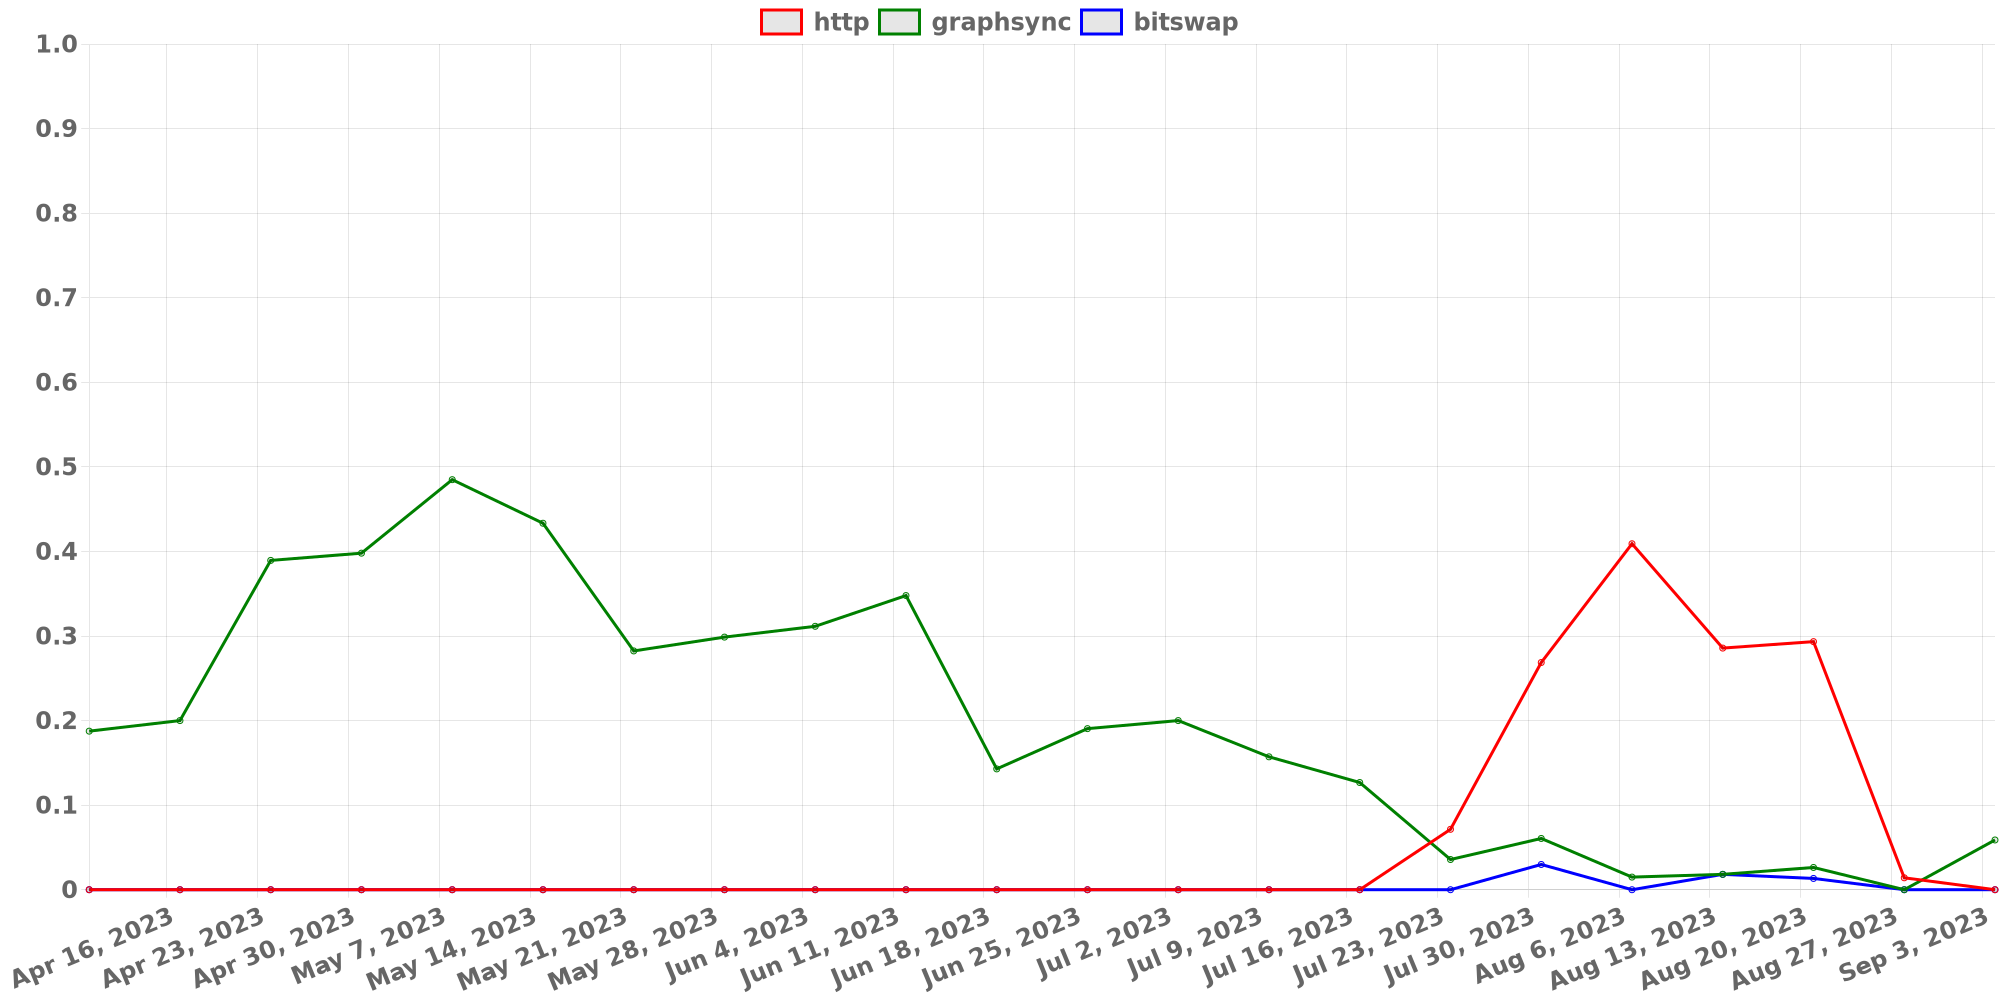 http graphsync bitswap
1.0
0.9
0.8
0.7
0.6
0.5
0.4
0.3
0.2
0.1
0
Apr 16, 2023
Apr 23, 2023
Apr 30, 2023
May 7, 2023
May 14, 2023
May 21, 2023
May 28, 2023
Jun 4, 2023
Jun 11, 2023
Jun 18, 2023
Jun 25, 2023
Jul 2, 2023
Jul 9, 2023
Jul 16, 2023
Jul 23, 2023
Jul 30, 2023
Aug 6, 2023
Aug 13, 2023
Aug 20, 2023
Aug 27, 2023
Sep 3, 2023